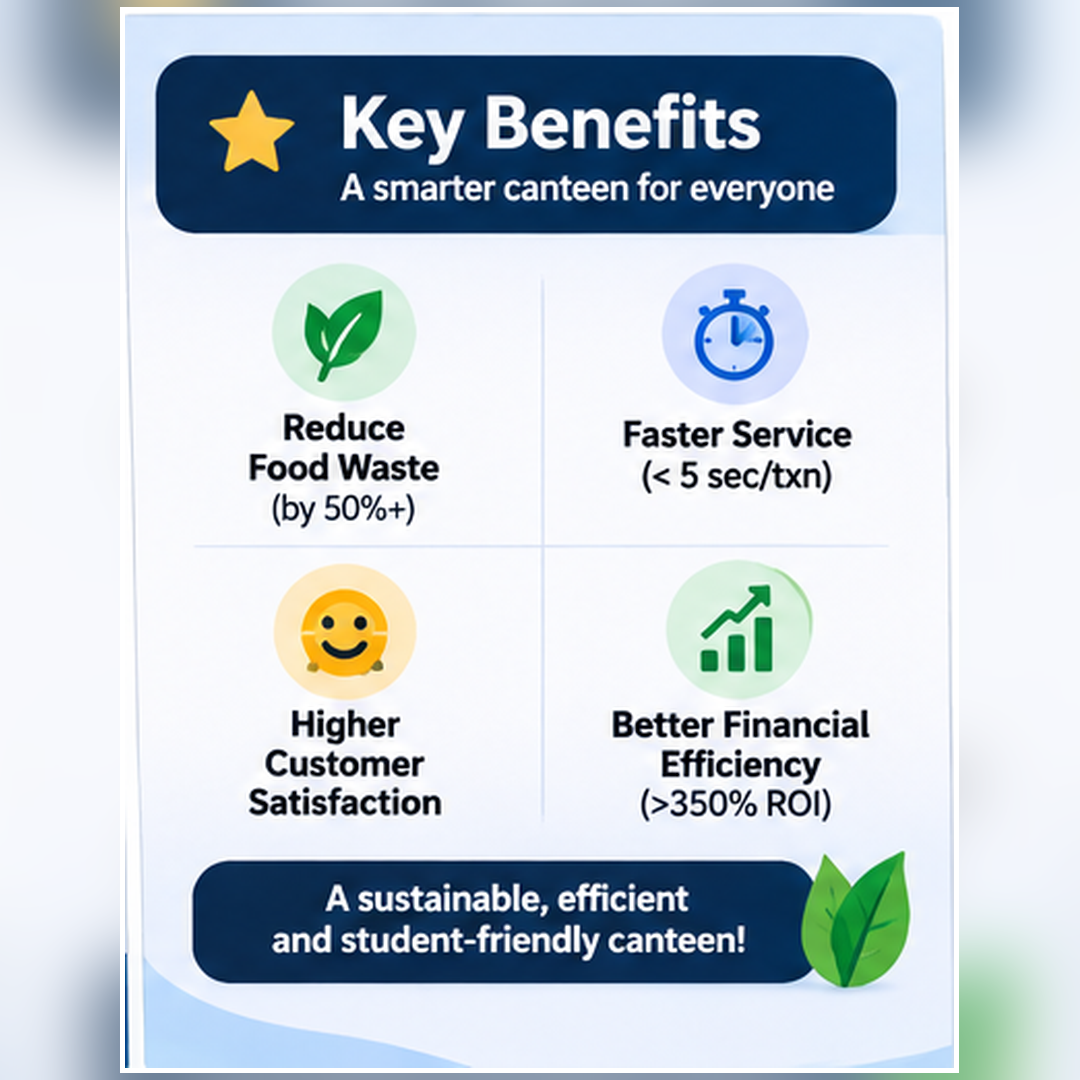 Key Benefits
A smarter canteen for everyone
Reduce
Food Waste
(by 50%+)
Faster Service
(< 5 sec/txn)
Higher
Customer
Satisfaction
Better Financial
Efficiency
(>350% ROI)
A sustainable, efficient
and student-friendly canteen!